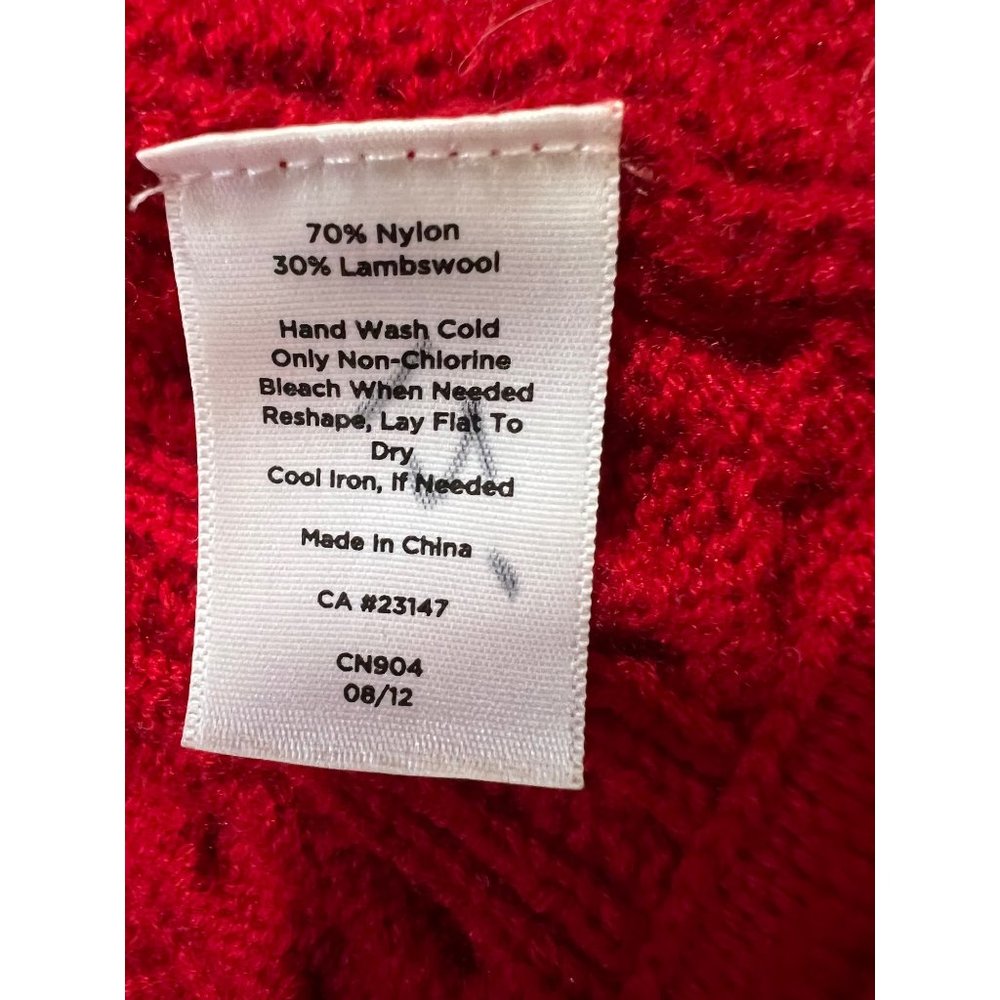 70% Nylon
30% Lambswool
Hand Wash Cold
Only Non-Chlorine
Bleach When Needed
Reshape, Lay Flat To
Dry
Cool Iron, If Needed
Made In China
CA #23147
CN904
08/12